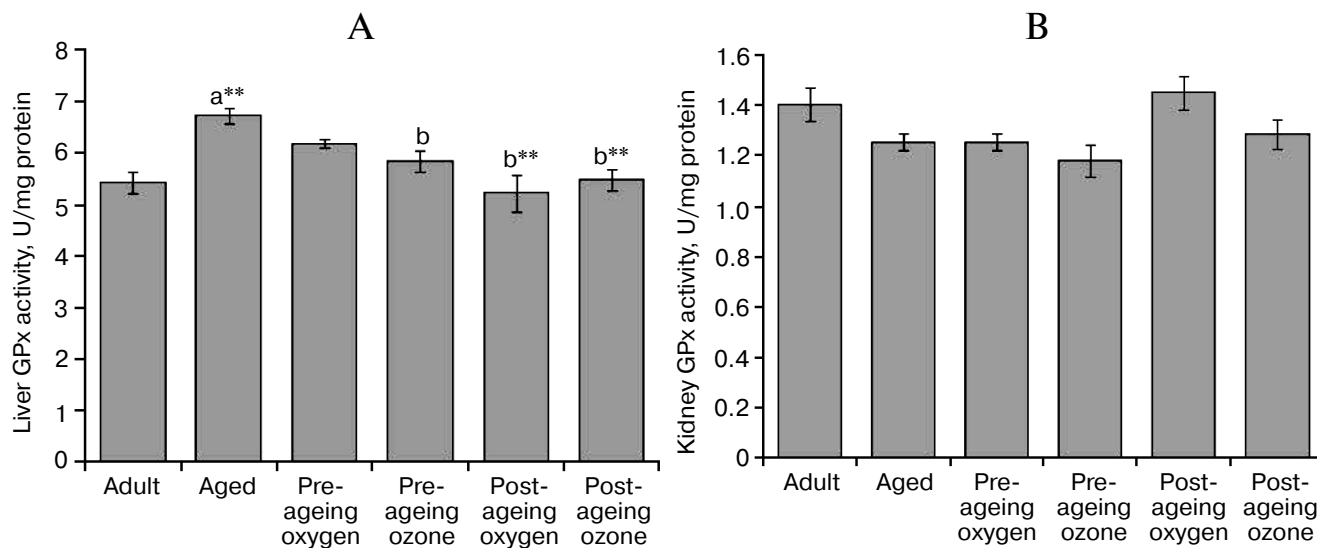 A
Liver GPx activity, U/mg protein
8
7
6
5
4
3
2
1
0
a**
b
b**
b**
Adult
Aged
Pre-
ageing
oxygen
Pre-
ageing
ozone
Post-
ageing
oxygen
Post-
ageing
ozone
B
Kidney GPx activity, U/mg protein
1.6
1.4
1.2
1.0
0.8
0.6
0.4
0.2
0
Adult
Aged
Pre-
ageing
oxygen
Pre-
ageing
ozone
Post-
ageing
oxygen
Post-
ageing
ozone